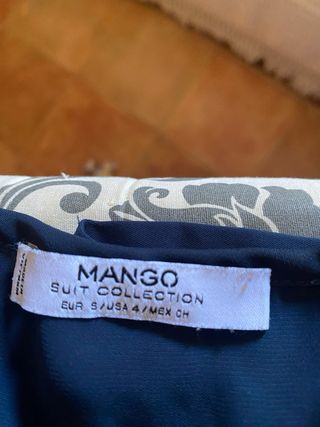 MANGO
SUIT COLLECTION
EUR S/USA 4/MEX CH